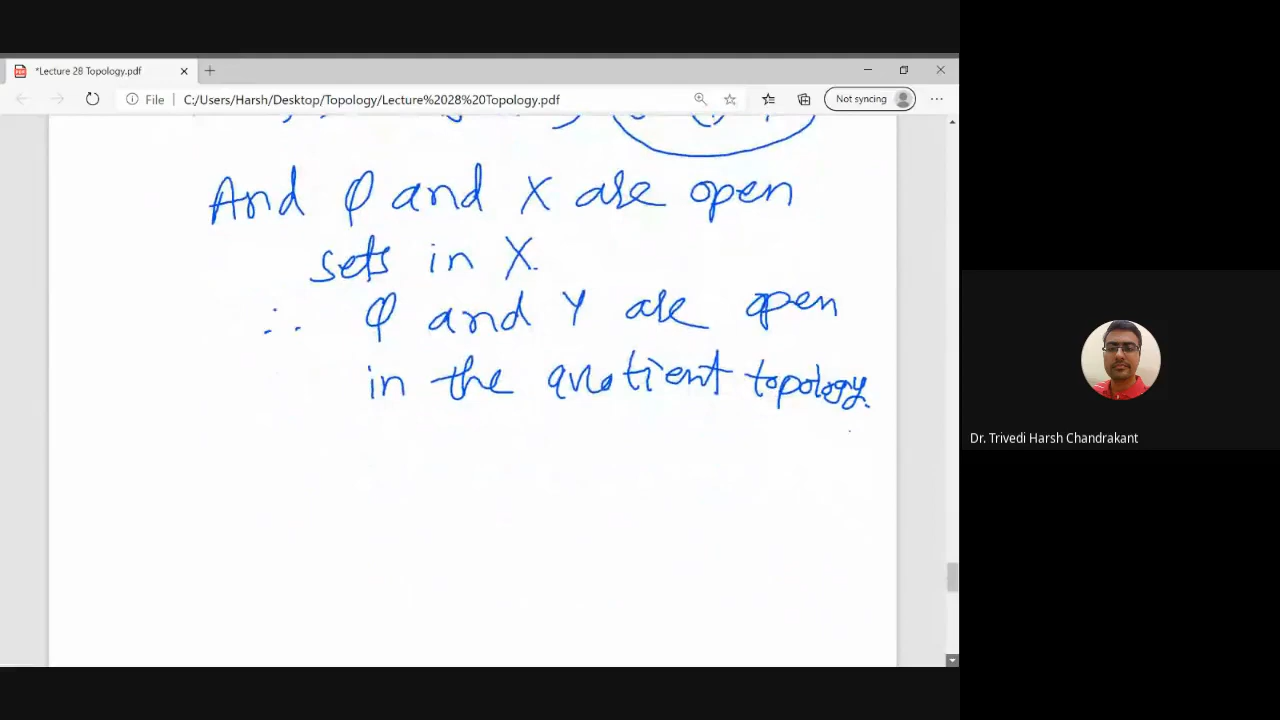 *Lecture 28 Topology.pdf
File
C:/Users/Harsh/Desktop/Topology/Lecture%2028%20Topology.pdf
Not syncing
And φ and X are open
sets in X.
∴ φ and Y are open
in the quotient topology.
Dr. Trivedi Harsh Chandrakant